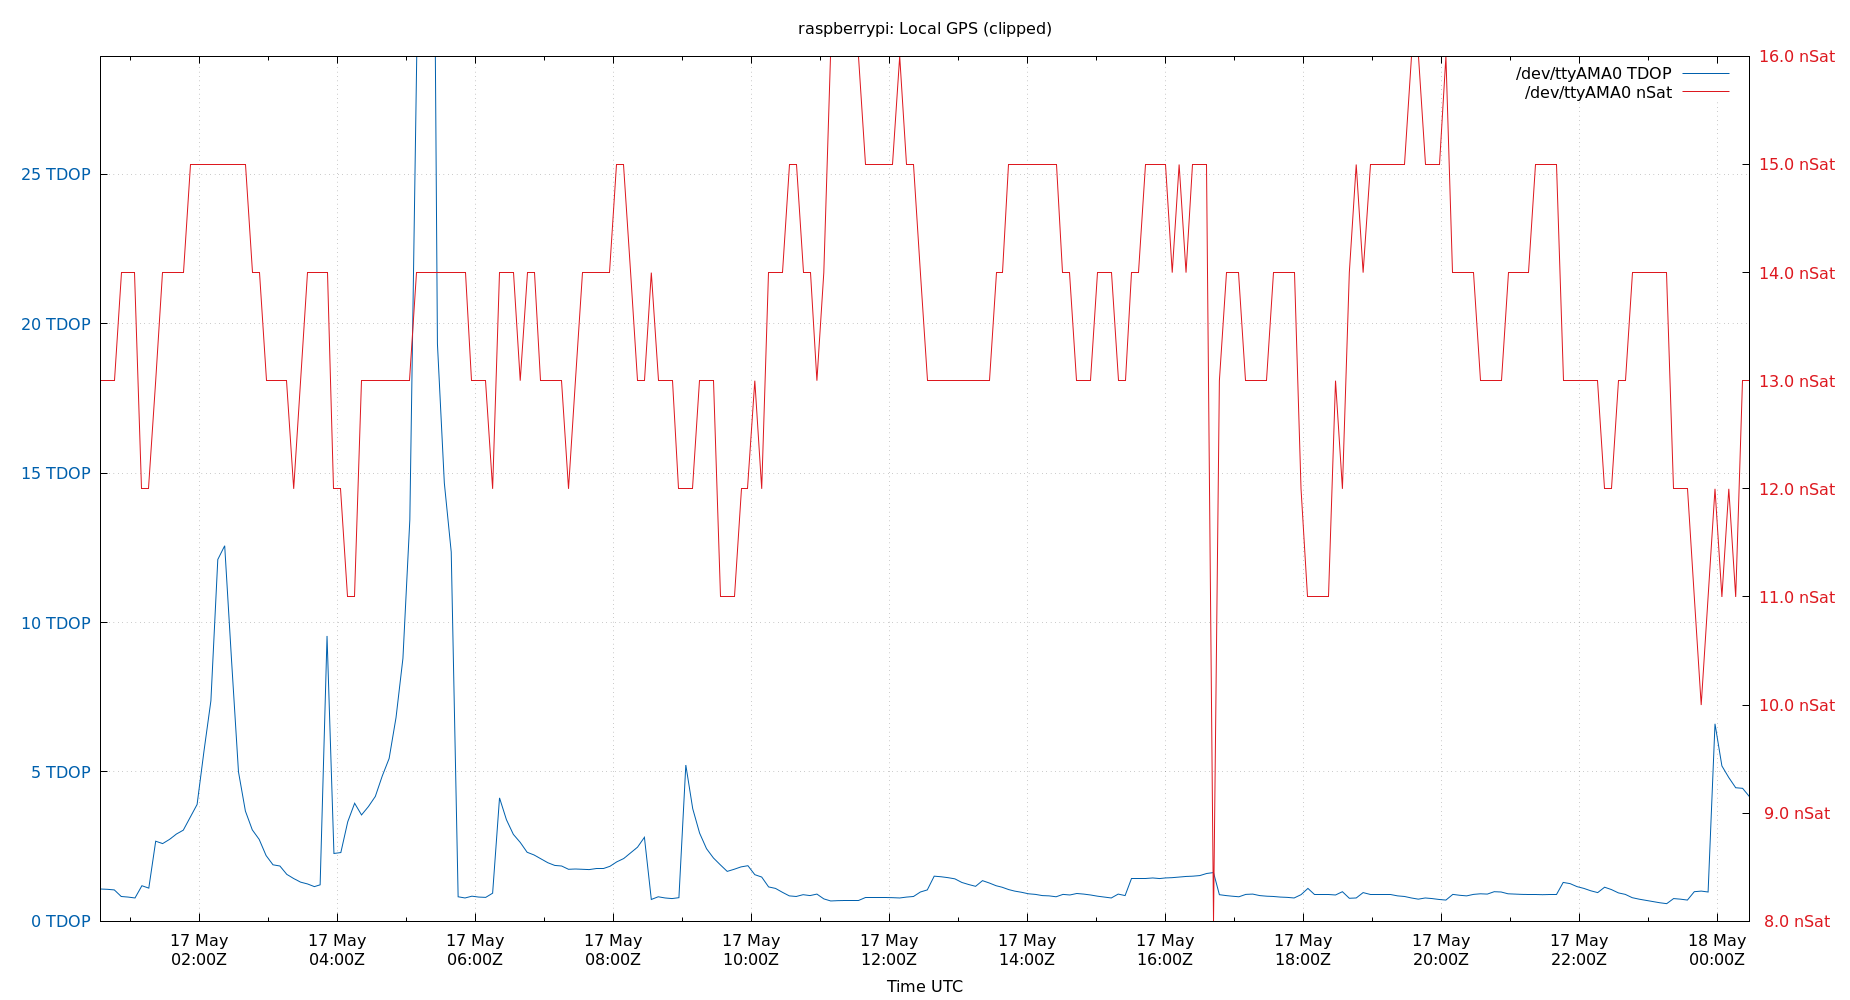 raspberrypi: Local GPS (clipped)
/dev/ttyAMA0 TDOP
/dev/ttyAMA0 nSat
25 TDOP
20 TDOP
15 TDOP
10 TDOP
5 TDOP
0 TDOP
16.0 nSat
15.0 nSat
14.0 nSat
13.0 nSat
12.0 nSat
11.0 nSat
10.0 nSat
9.0 nSat
8.0 nSat
17 May
02:00Z
17 May
04:00Z
17 May
06:00Z
17 May
08:00Z
17 May
10:00Z
17 May
12:00Z
17 May
14:00Z
17 May
16:00Z
17 May
18:00Z
17 May
20:00Z
17 May
22:00Z
18 May
00:00Z
Time UTC